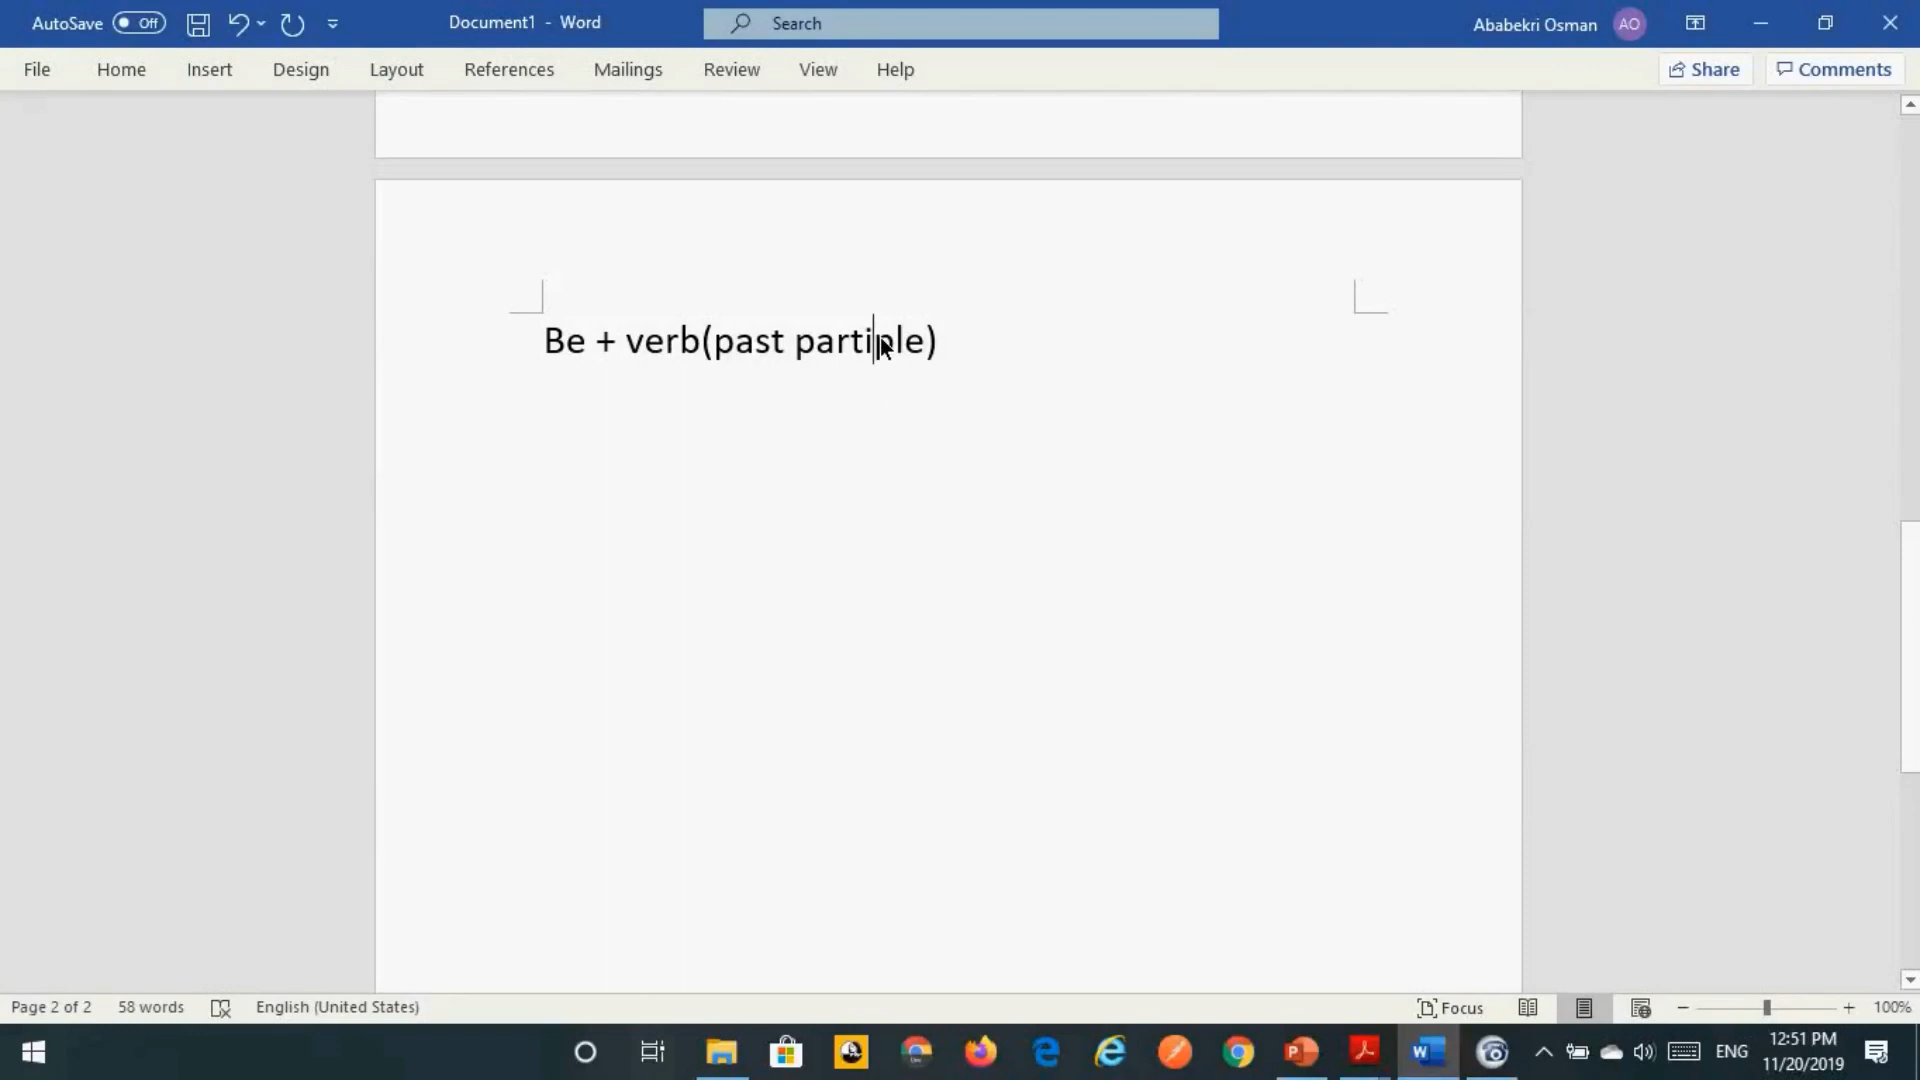 AutoSave Off Document1 - Word Search Ababekri Osman AO
File Home Insert Design Layout References Mailings Review View Help Share Comments
Be + verb(past partiple)
Page 2 of 2 58 words English (United States) Focus 100%
ENG 12:51 PM
11/20/2019